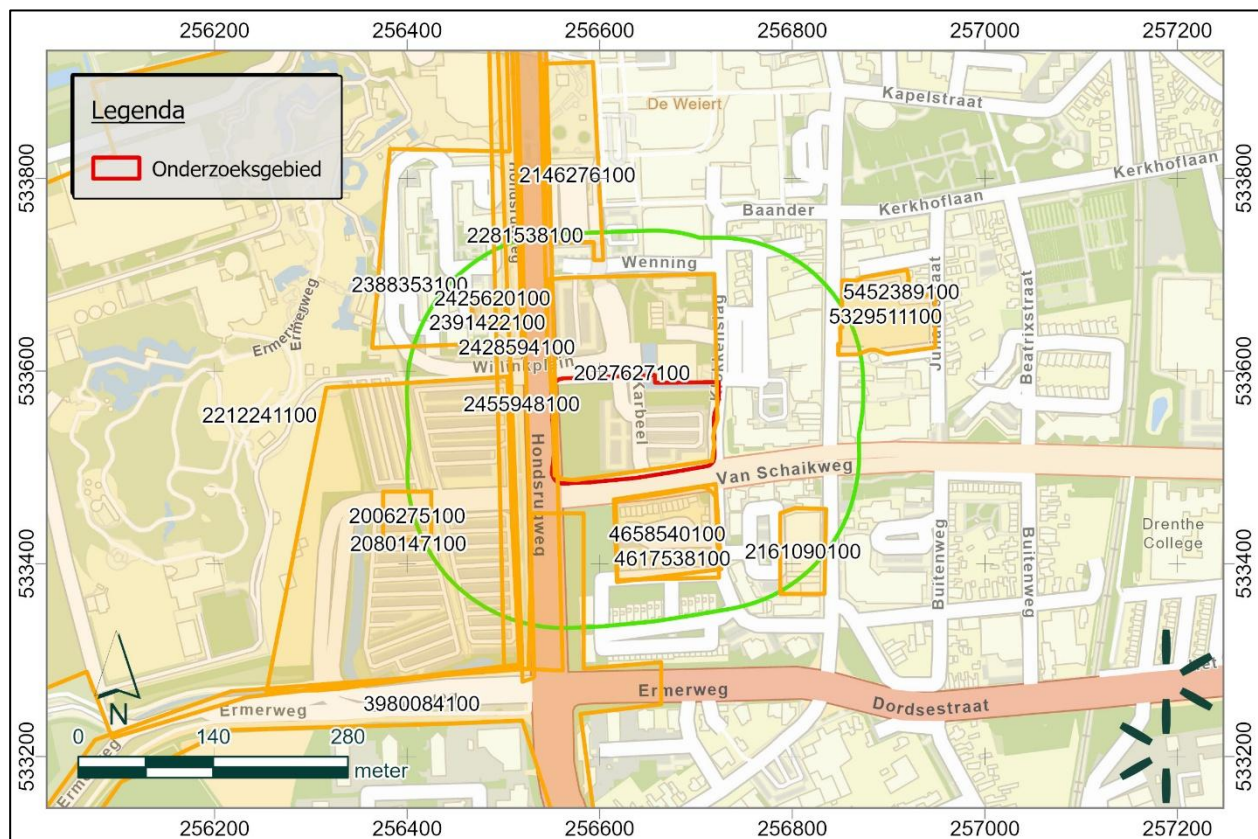 256200 256400 256600 256800 257000 257200
Legenda
Onderzoeksgebied
De Weiert
Kapelstraat
533800
533800
Kerkhoflaan
2146276100
Baander
Kerkhoflaan
2281538100
Wenning
2388353100
2425620100
5452389100
2391422100
5329511100
Ermerweg
Ermerweg
Beatrixstraat
2428594100
Willinkplein
533600
533600
2027627100
2212241100
2455948100
Karbeel
Hondsrugweg
Van Schaikweg
2006275100
4658540100
Drenthe
College
2080147100
4617538100
2161090100
533400
533400
Buitenweg
Buitenweg
Ermerweg
3980084100
Ermerweg
Dordsestraat
N
0 140 280
meter
533200
533200
Ermerweg
256200 256400 256600 256800 257000 257200